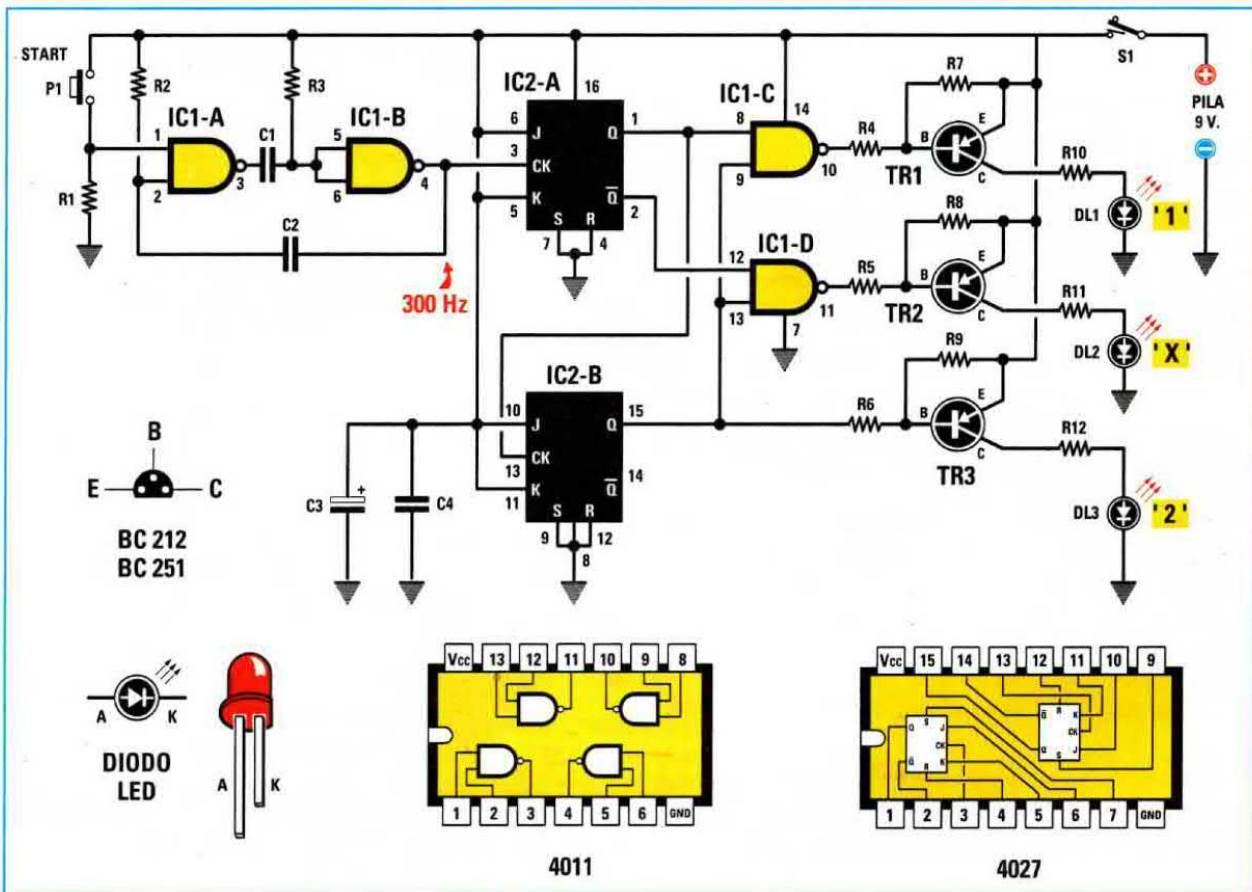 START
P1
R1
R2
IC1-A
1
2
3
C1
R3
IC1-B
5
6
4
C2
300 Hz
IC2-A
16
6
J
Q
1
3
CK
K
Q̅
2
5
S
R
7
4
IC2-B
10
J
Q
15
CK
13
K
Q̅
14
11
S
R
9
12
8
C3
+
C4
IC1-C
8
14
9
10
IC1-D
12
13
11
7
R4
R7
B
E
C
TR1
R10
DL1
'1'
R5
R8
B
E
C
TR2
R11
DL2
'X'
R6
R9
B
E
C
TR3
R12
DL3
'2'
S1
+
PILA
9 V.
−
B
E
C
BC 212
BC 251
A
K
DIODO
LED
A
K
Vcc 13 12 11 10 9 8
1 2 3 4 5 6 GND
4011
Vcc 15 14 13 12 11 10 9
Q
Q̅
S
J
CK
K
R
Q̅
Q
R
K
CK
J
S
1 2 3 4 5 6 7 GND
4027